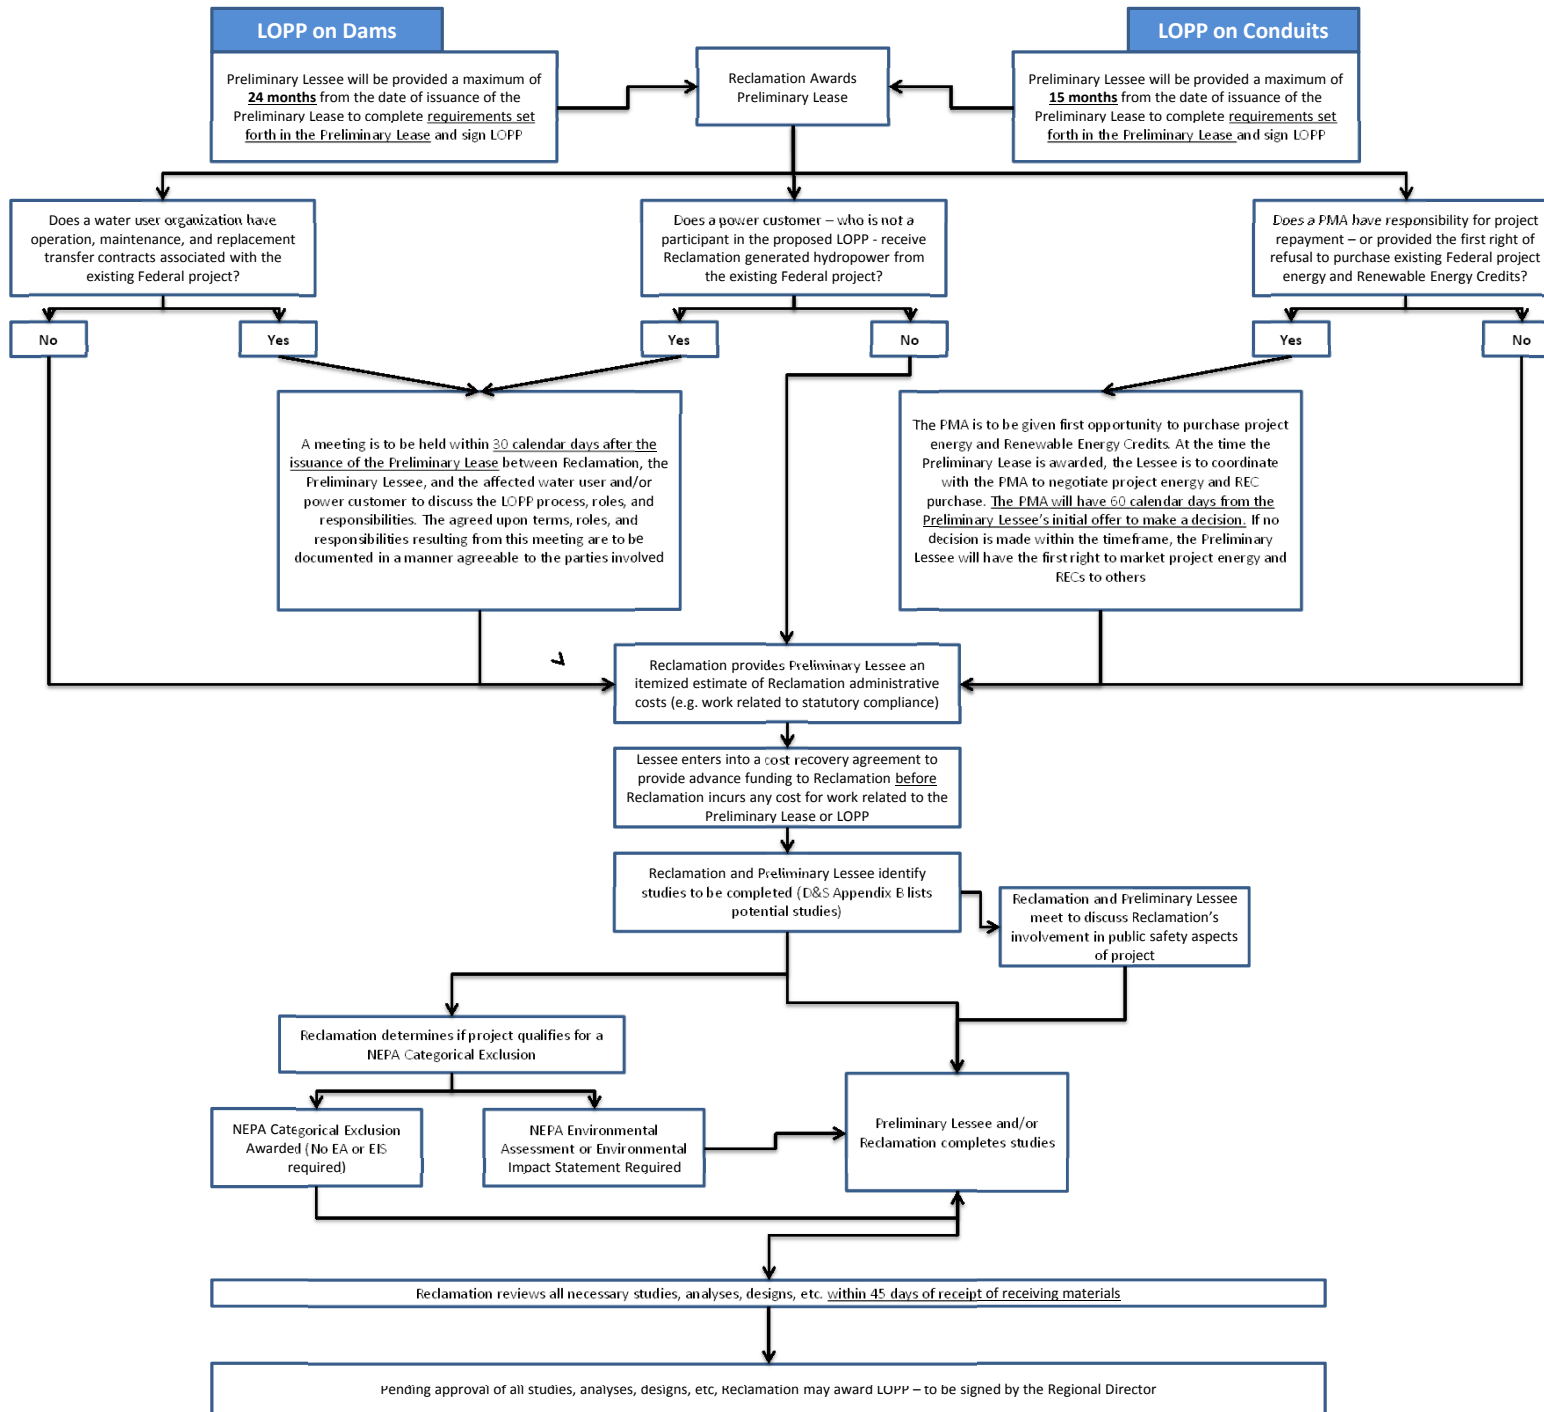 LOPP on Dams
Preliminary Lessee will be provided a maximum of
24 months from the date of issuance of the
Preliminary Lease to complete requirements set
forth in the Preliminary Lease and sign LOPP
Reclamation Awards
Preliminary Lease
LOPP on Conduits
Preliminary Lessee will be provided a maximum of
15 months from the date of issuance of the
Preliminary Lease to complete requirements set
forth in the Preliminary Lease and sign LOPP
Does a water user organization have
operation, maintenance, and replacement
transfer contracts associated with the
existing Federal project?
Does a power customer – who is not a
participant in the proposed LOPP - receive
Reclamation generated hydropower from
the existing Federal project?
Does a PMA have responsibility for project
repayment – or provided the first right of
refusal to purchase existing Federal project
energy and Renewable Energy Credits?
No
Yes
Yes
No
Yes
No
A meeting is to be held within 30 calendar days after the
issuance of the Preliminary Lease between Reclamation, the
Preliminary Lessee, and the affected water user and/or
power customer to discuss the LOPP process, roles, and
responsibilities. The agreed upon terms, roles, and
responsibilities resulting from this meeting are to be
documented in a manner agreeable to the parties involved
The PMA is to be given first opportunity to purchase project
energy and Renewable Energy Credits. At the time the
Preliminary Lease is awarded, the Lessee is to coordinate
with the PMA to negotiate project energy and REC
purchase. The PMA will have 60 calendar days from the
Preliminary Lessee's initial offer to make a decision. If no
decision is made within the timeframe, the Preliminary
Lessee will have the first right to market project energy and
RECs to others
Reclamation provides Preliminary Lessee an
itemized estimate of Reclamation administrative
costs (e.g. work related to statutory compliance)
Lessee enters into a cost recovery agreement to
provide advance funding to Reclamation before
Reclamation incurs any cost for work related to the
Preliminary Lease or LOPP
Reclamation and Preliminary Lessee identify
studies to be completed (D&S Appendix B lists
potential studies)
Reclamation and Preliminary Lessee
meet to discuss Reclamation's
involvement in public safety aspects
of project
Reclamation determines if project qualifies for a
NEPA Categorical Exclusion
NEPA Categorical Exclusion
Awarded (No EA or EIS
required)
NEPA Environmental
Assessment or Environmental
Impact Statement Required
Preliminary Lessee and/or
Reclamation completes studies
Reclamation reviews all necessary studies, analyses, designs, etc. within 45 days of receipt of receiving materials
Pending approval of all studies, analyses, designs, etc, Reclamation may award LOPP – to be signed by the Regional Director